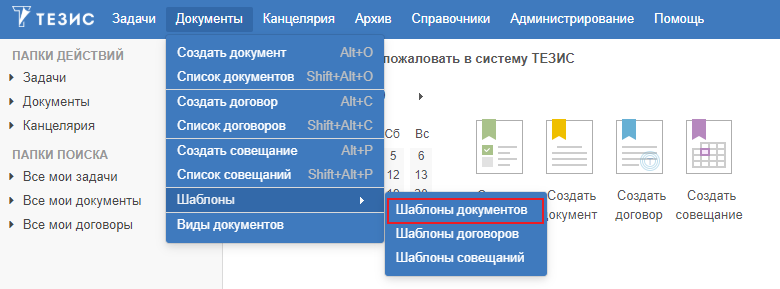 ТЕЗИС Задачи Документы Канцелярия Архив Справочники Администрирование Помощь
ПАПКИ ДЕЙСТВИЙ
Задачи
Документы
Канцелярия
ПАПКИ ПОИСКА
Все мои задачи
Все мои документы
Все мои договоры
Создать документ Alt+O
Список документов Shift+Alt+O
Создать договор Alt+C
Список договоров Shift+Alt+C
Создать совещание Alt+P
Список совещаний Shift+Alt+P
Шаблоны
Виды документов
Шаблоны документов
Шаблоны договоров
Шаблоны совещаний
в систему ТЕЗИС
Сб Вс
5 6
12 13
Создать
договор
Создать
совещание
Создать